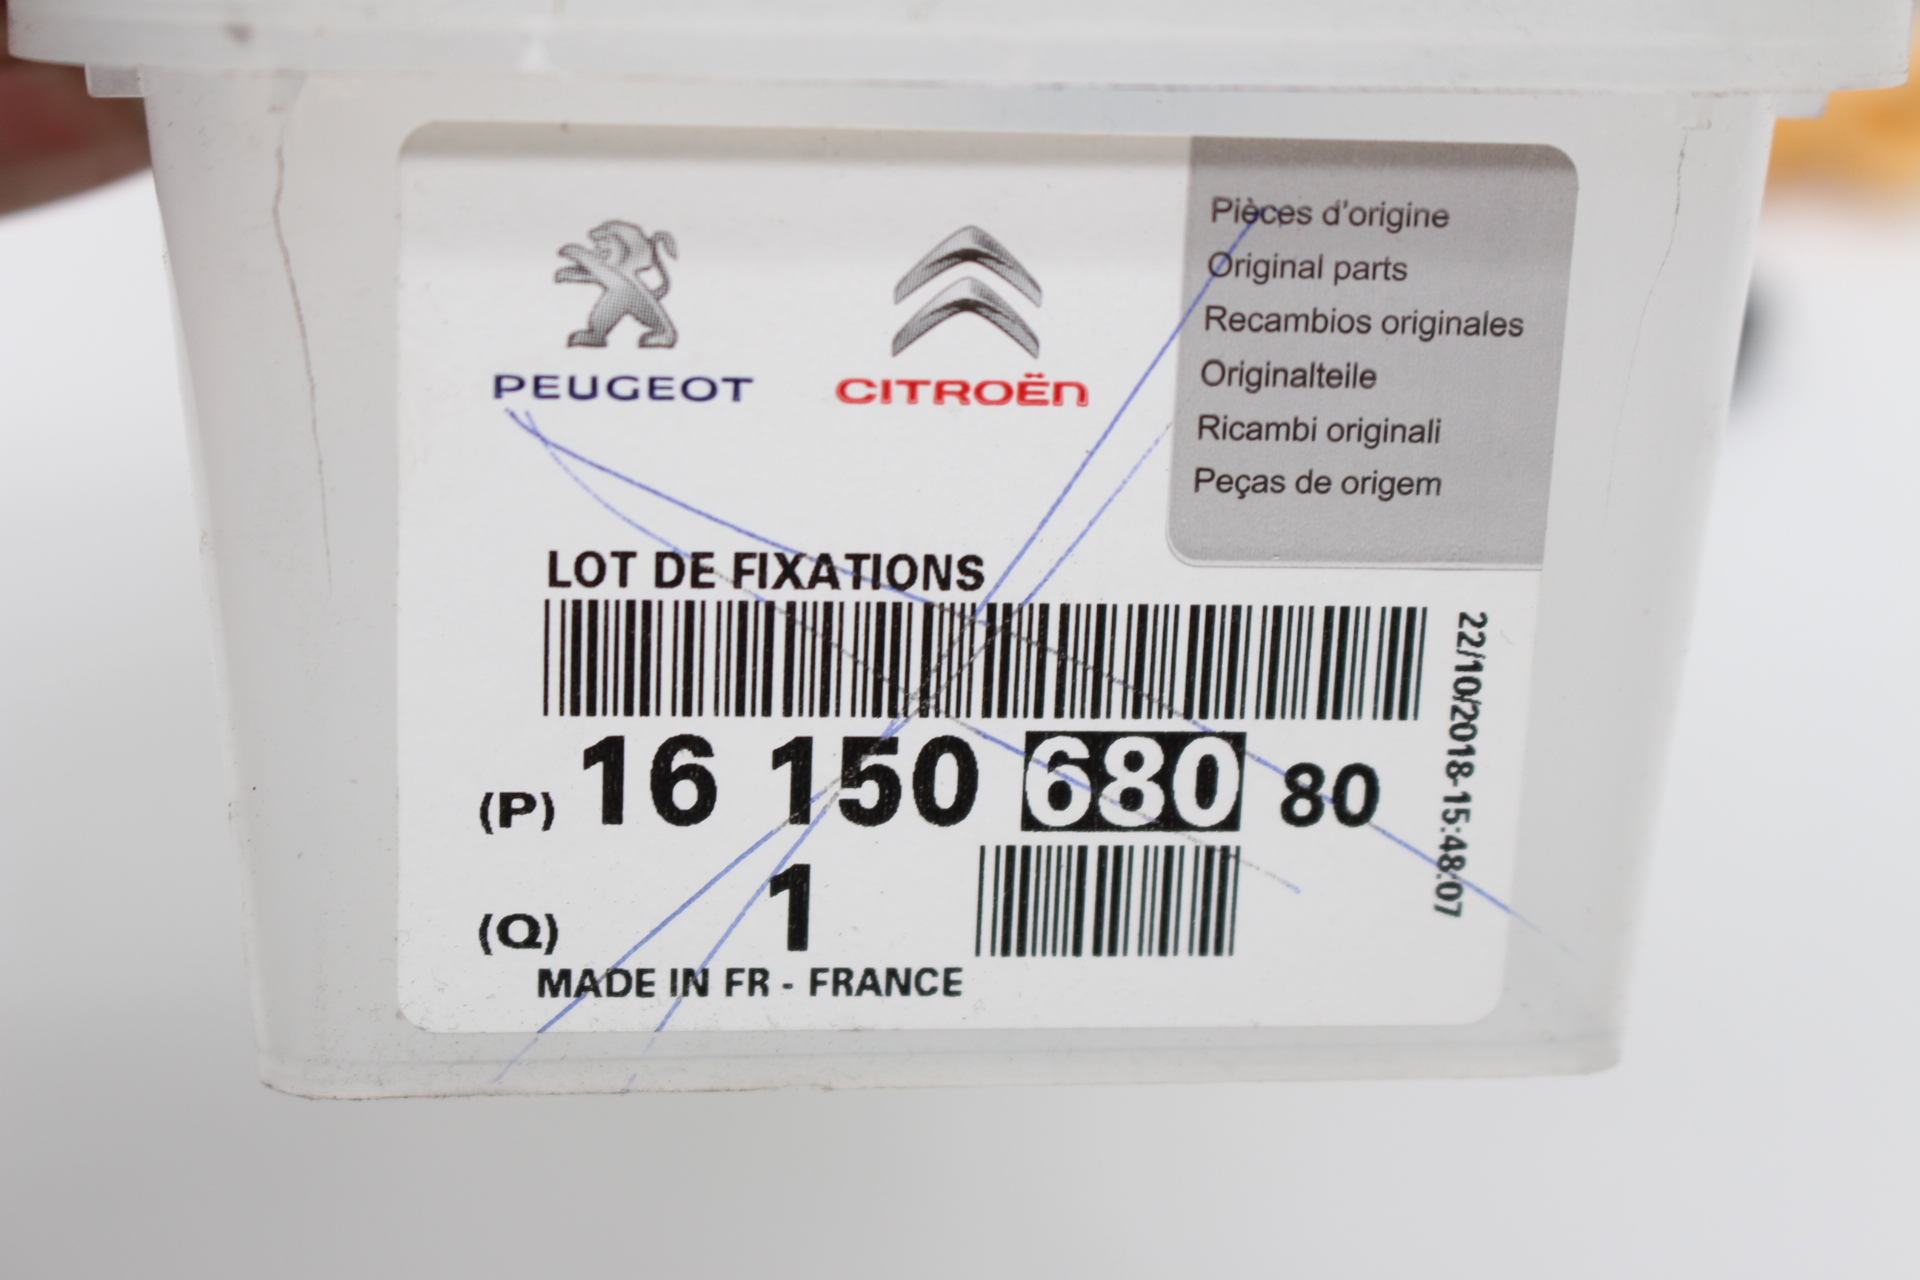 PEUGEOT
CITROËN
Pièces d'origine
Original parts
Recambios originales
Originalteile
Ricambi originali
Peças de origem
LOT DE FIXATIONS
22/10/2018-15:48:07
(P) 16 150 680 80
(Q) 1
MADE IN FR - FRANCE